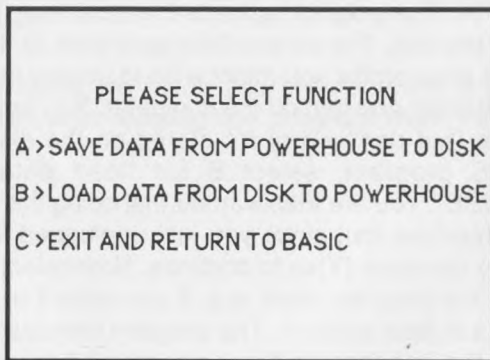 PLEASE SELECT FUNCTION
A > SAVE DATA FROM POWERHOUSE TO DISK
B > LOAD DATA FROM DISK TO POWERHOUSE
C > EXIT AND RETURN TO BASIC